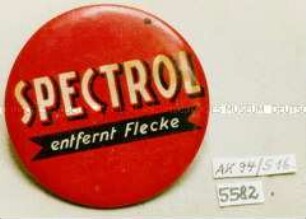 SPECTROL
entfernt Flecke
AK 94/516
5582